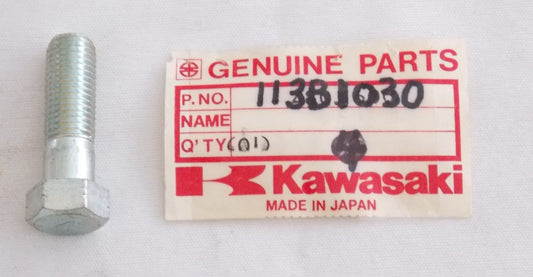 GENUINE PARTS
P. NO. 113B1030
NAME
Q'TY (01)
Kawasaki
MADE IN JAPAN